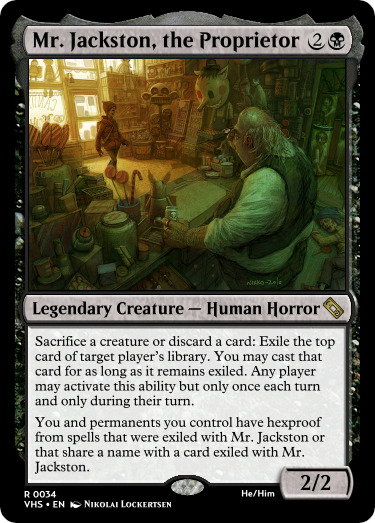 Mr. Jackston, the Proprietor 2
Legendary Creature — Human Horror
Sacrifice a creature or discard a card: Exile the top
card of target player's library. You may cast that
card for as long as it remains exiled. Any player
may activate this ability but only once each turn
and only during their turn.
You and permanents you control have hexproof
from spells that were exiled with Mr. Jackston or
that share a name with a card exiled with Mr.
Jackston.
2/2
R 0034
He/Him
VHS • EN Nikolai Lockertsen